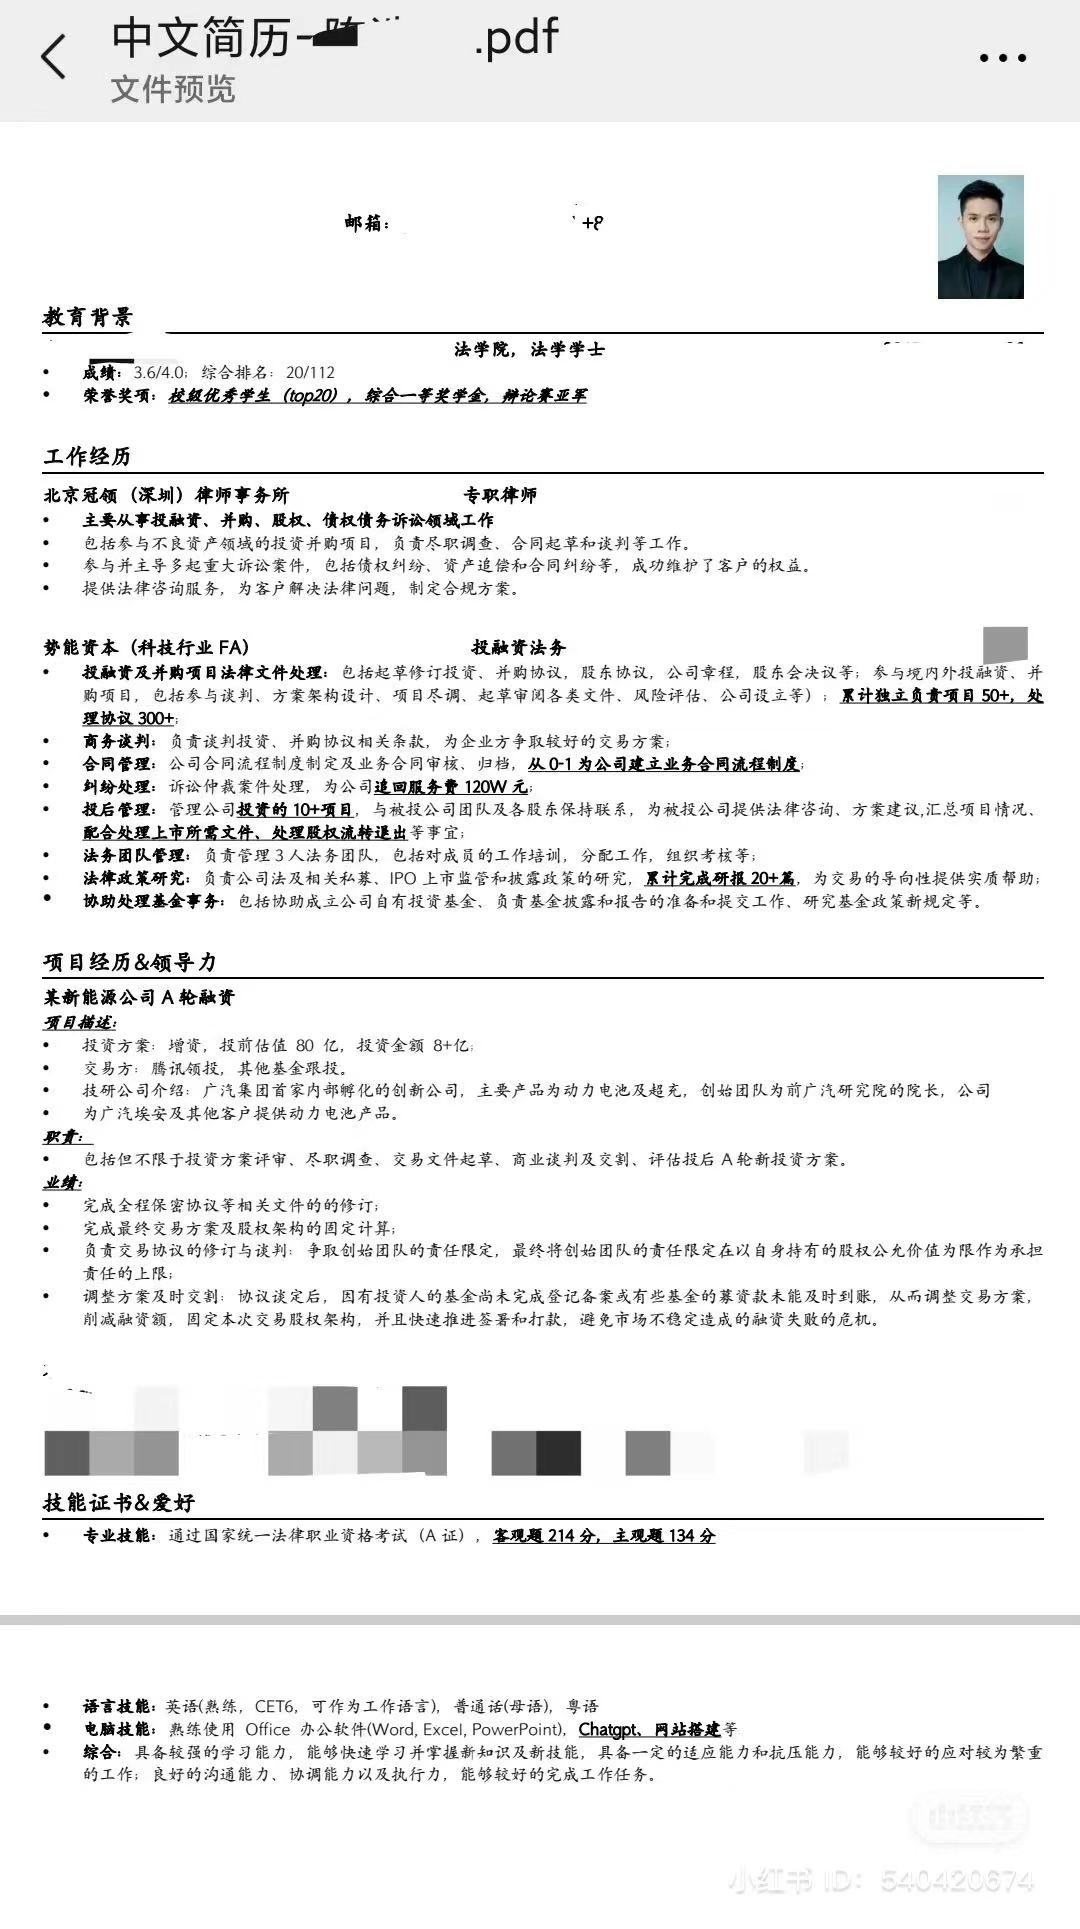 中文简历- .pdf
文件预览
邮箱：
+8
教育背景
法学院，法学学士
• 成绩：3.6/4.0；综合排名：20/112
• 荣誉奖项：校级优秀学生（top20），综合一等奖学金，辩论赛亚军
工作经历
北京冠领（深圳）律师事务所 专职律师
• 主要从事投融资、并购、股权、债权债务诉讼领域工作
• 包括参与不良资产领域的投资并购项目，负责尽职调查、合同起草和谈判等工作。
• 参与并主导多起重大诉讼案件，包括债权纠纷、资产追偿和合同纠纷等，成功维护了客户的权益。
• 提供法律咨询服务，为客户解决法律问题，制定合规方案。
势能资本（科技行业 FA） 投融资法务
• 投融资及并购项目法律文件处理：包括起草修订投资、并购协议，股东协议，公司章程，股东会决议等；参与境内外投融资、并
购项目，包括参与谈判、方案架构设计、项目尽调、起草审阅各类文件、风险评估、公司设立等）；累计独立负责项目 50+，处
理协议 300+；
• 商务谈判：负责谈判投资、并购协议相关条款，为企业方争取较好的交易方案；
• 合同管理：公司合同流程制度制定及业务合同审核、归档，从 0-1 为公司建立业务合同流程制度；
• 纠纷处理：诉讼仲裁案件处理，为公司追回服务费 120W 元；
• 投后管理：管理公司投资的 10+项目，与被投公司团队及各股东保持联系，为被投公司提供法律咨询、方案建议,汇总项目情况、
配合处理上市所需文件、处理股权流转退出等事宜；
• 法务团队管理：负责管理 3 人法务团队，包括对成员的工作培训，分配工作，组织考核等；
• 法律政策研究：负责公司法及相关私募、IPO 上市监管和披露政策的研究，累计完成研报 20+篇，为交易的导向性提供实质帮助；
• 协助处理基金事务：包括协助成立公司自有投资基金、负责基金披露和报告的准备和提交工作、研究基金政策新规定等。
项目经历&领导力
某新能源公司 A 轮融资
项目描述：
• 投资方案：增资，投前估值 80 亿，投资金额 8+亿；
• 交易方：腾讯领投，其他基金跟投。
• 技研公司介绍：广汽集团首家内部孵化的创新公司，主要产品为动力电池及超充，创始团队为前广汽研究院的院长，公司
• 为广汽埃安及其他客户提供动力电池产品。
职责：
• 包括但不限于投资方案评审、尽职调查、交易文件起草、商业谈判及交割、评估投后 A 轮新投资方案。
业绩：
• 完成全程保密协议等相关文件的的修订；
• 完成最终交易方案及股权架构的固定计算；
• 负责交易协议的修订与谈判：争取创始团队的责任限定，最终将创始团队的责任限定在以自身持有的股权公允价值为限作为承担
责任的上限；
• 调整方案及时交割：协议谈定后，因有投资人的基金尚未完成登记备案或有些基金的募资款未能及时到账，从而调整交易方案，
削减融资额，固定本次交易股权架构，并且快速推进签署和打款，避免市场不稳定造成的融资失败的危机。
技能证书&爱好
• 专业技能：通过国家统一法律职业资格考试（A 证），客观题 214 分，主观题 134 分
• 语言技能：英语(熟练，CET6，可作为工作语言)，普通话(母语)，粤语
• 电脑技能：熟练使用 Office 办公软件(Word, Excel, PowerPoint)，Chatgpt、网站搭建等
• 综合：具备较强的学习能力，能够快速学习并掌握新知识及新技能，具备一定的适应能力和抗压能力，能够较好的应对较为繁重
的工作；良好的沟通能力、协调能力以及执行力，能够较好的完成工作任务。
小红书
小红书 ID：540420674